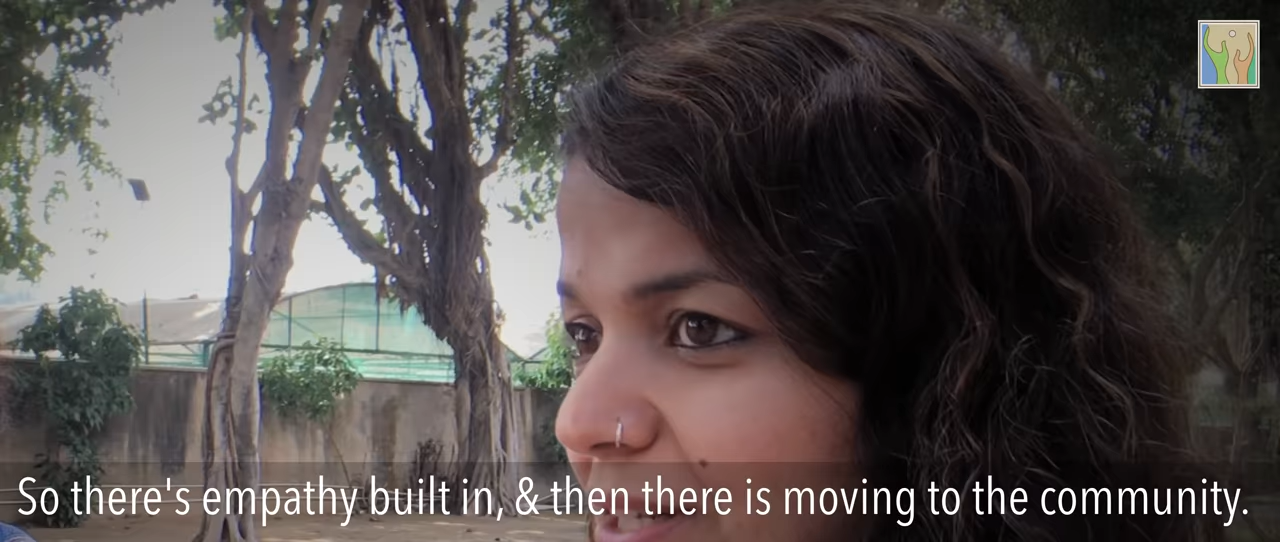 So there's empathy built in, & then there is moving to the community.